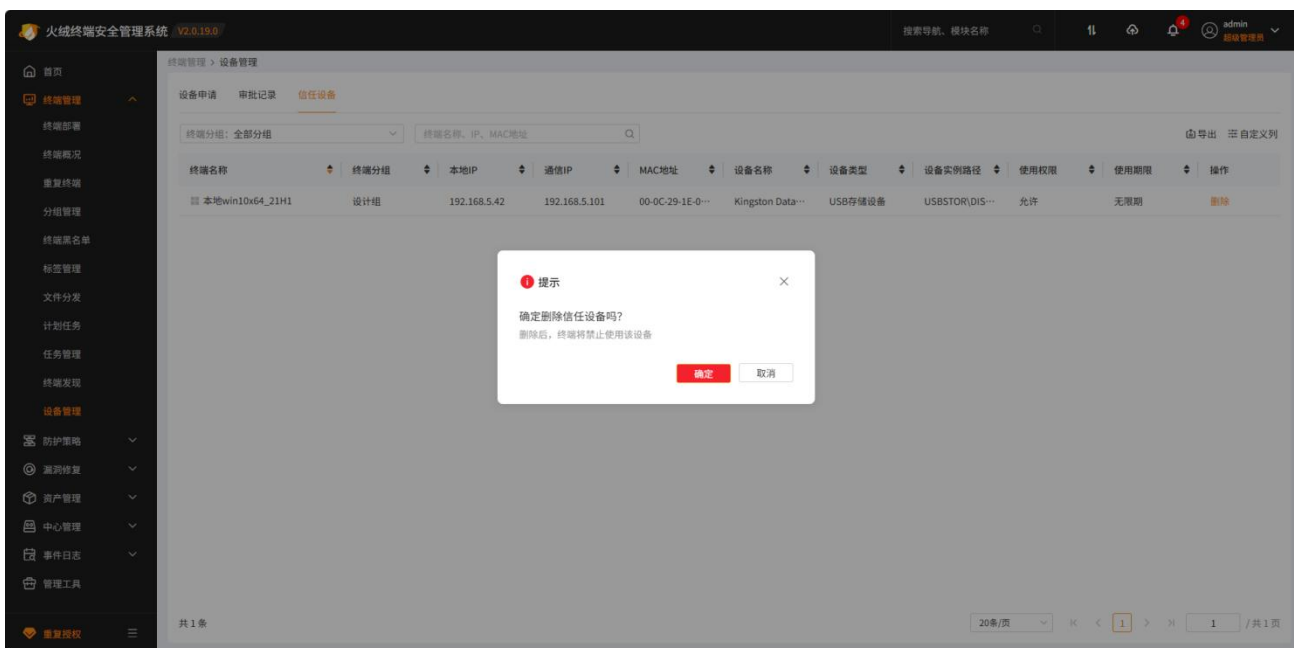 火绒终端安全管理系统 V2.0.19.0
搜索导航、模块名称
4
admin
超级管理员
首页
终端管理
终端部署
终端概况
重复终端
分组管理
终端黑名单
标签管理
文件分发
计划任务
任务管理
终端发现
设备管理
防护策略
漏洞修复
资产管理
中心管理
事件日志
管理工具
重复授权
终端管理 > 设备管理
设备申请 审批记录 信任设备
终端分组：全部分组 终端名称、IP、MAC地址 导出 自定义列
终端名称 终端分组 本地IP 通信IP MAC地址 设备名称 设备类型 设备实例路径 使用权限 使用期限 操作
本地win10x64_21H1 设计组 192.168.5.42 192.168.5.101 00-0C-29-1E-0… Kingston Data… USB存储设备 USBSTOR\DIS… 允许 无限期 删除
提示
确定删除信任设备吗？
删除后，终端将禁止使用该设备
确定 取消
共1条 20条/页 1 1 /共1页